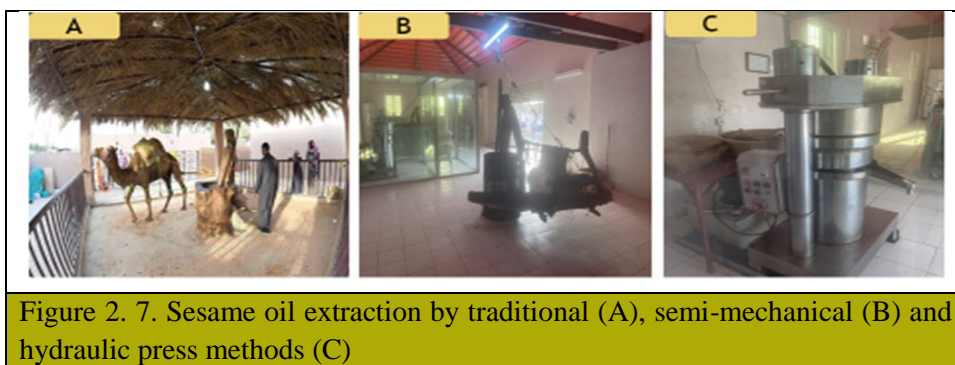 A
B
C
Figure 2. 7. Sesame oil extraction by traditional (A), semi-mechanical (B) and
hydraulic press methods (C)